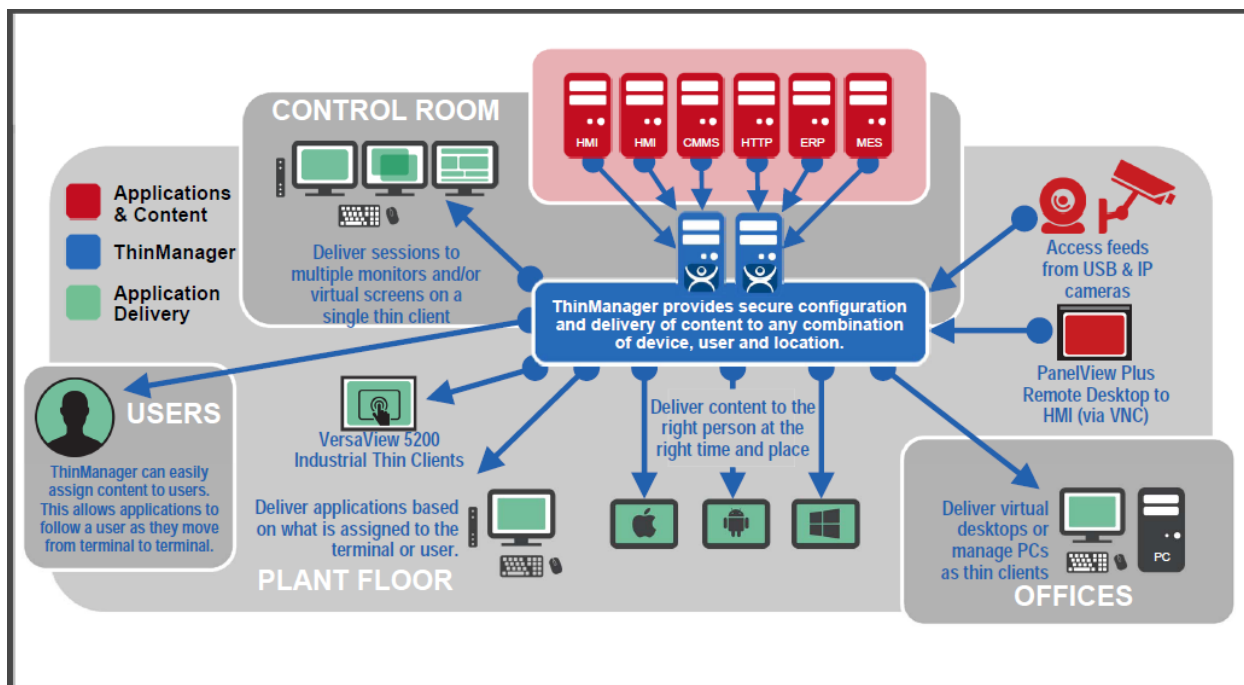 CONTROL ROOM
HMI
HMI
CMMS
HTTP
ERP
MES
Applications
& Content
ThinManager
Application
Delivery
Deliver sessions to
multiple monitors and/or
virtual screens on a
single thin client
ThinManager provides secure configuration
and delivery of content to any combination
of device, user and location.
Access feeds
from USB & IP
cameras
PanelView Plus
Remote Desktop to
HMI (via VNC)
USERS
ThinManager can easily
assign content to users.
This allows applications to
follow a user as they move
from terminal to terminal.
VersaView 5200
Industrial Thin Clients
Deliver content to the
right person at the
right time and place
Deliver applications based
on what is assigned to the
terminal or user.
PLANT FLOOR
Deliver virtual
desktops or
manage PCs
as thin clients
PC
OFFICES